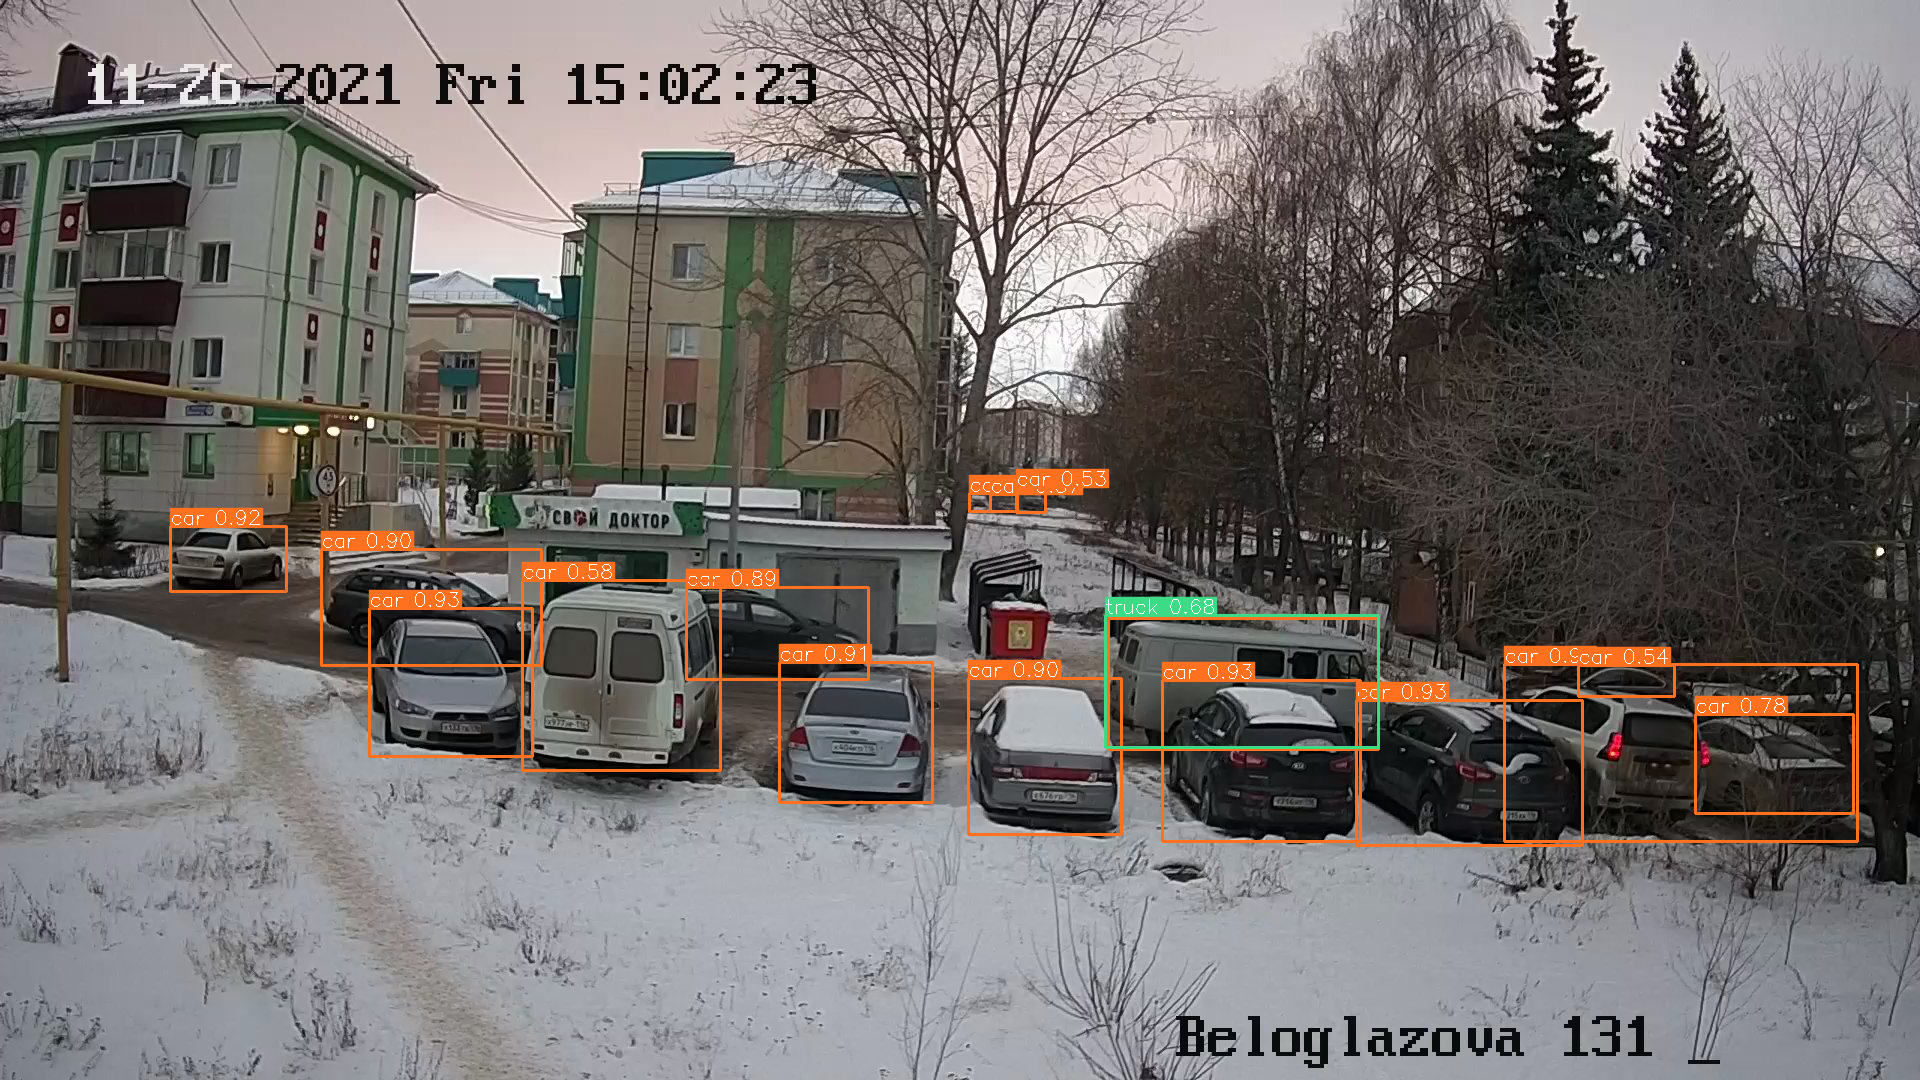 11-26-2021 Fri 15:02:23
car 0.53
car 0.92
СВОЙ ДОКТОР
car 0.90
car 0.58
car 0.89
car 0.93
truck 0.68
car 0.91
car 0.90
car 0.93
car 0.54
car 0.93
car 0.78
Beloglazova 131 _